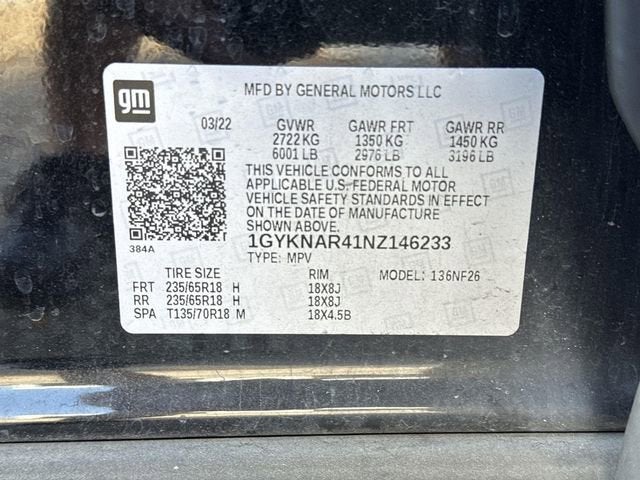 gm
MFD BY GENERAL MOTORS LLC
03/22 GVWR GAWR FRT GAWR RR
2722 KG 1350 KG 1450 KG
6001 LB 2976 LB 3196 LB
THIS VEHICLE CONFORMS TO ALL
APPLICABLE U.S. FEDERAL MOTOR
VEHICLE SAFETY STANDARDS IN EFFECT
ON THE DATE OF MANUFACTURE
SHOWN ABOVE.
384A
1GYKNAR41NZ146233
TYPE: MPV
TIRE SIZE RIM MODEL: 136NF26
FRT 235/65R18 H 18X8J
RR 235/65R18 H 18X8J
SPA T135/70R18 M 18X4.5B